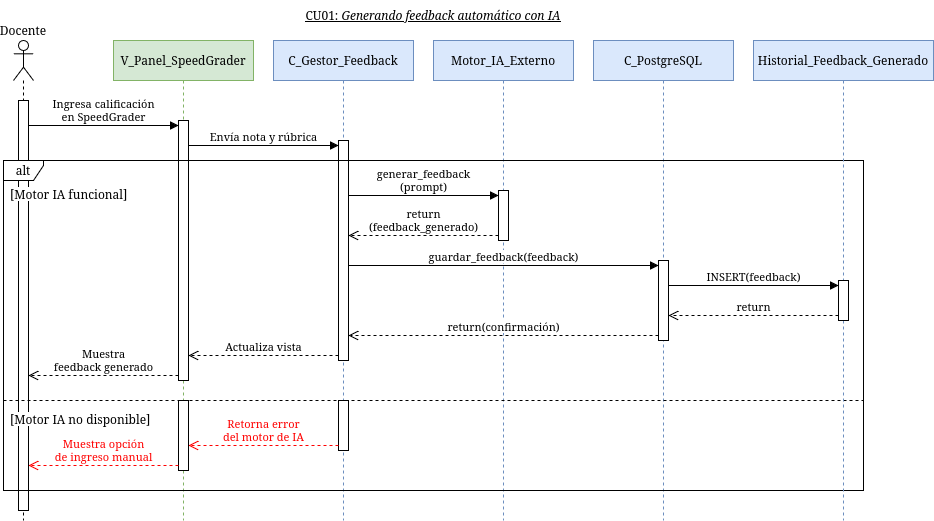 CU01: Generando feedback automático con IA
Docente
V_Panel_SpeedGrader
C_Gestor_Feedback
Motor_IA_Externo
C_PostgreSQL
Historial_Feedback_Generado
Ingresa calificación
en SpeedGrader
Envía nota y rúbrica
alt
[Motor IA funcional]
generar_feedback
(prompt)
return
(feedback_generado)
guardar_feedback(feedback)
INSERT(feedback)
return
return(confirmación)
Actualiza vista
Muestra
feedback generado
[Motor IA no disponible]
Retorna error
del motor de IA
Muestra opción
de ingreso manual